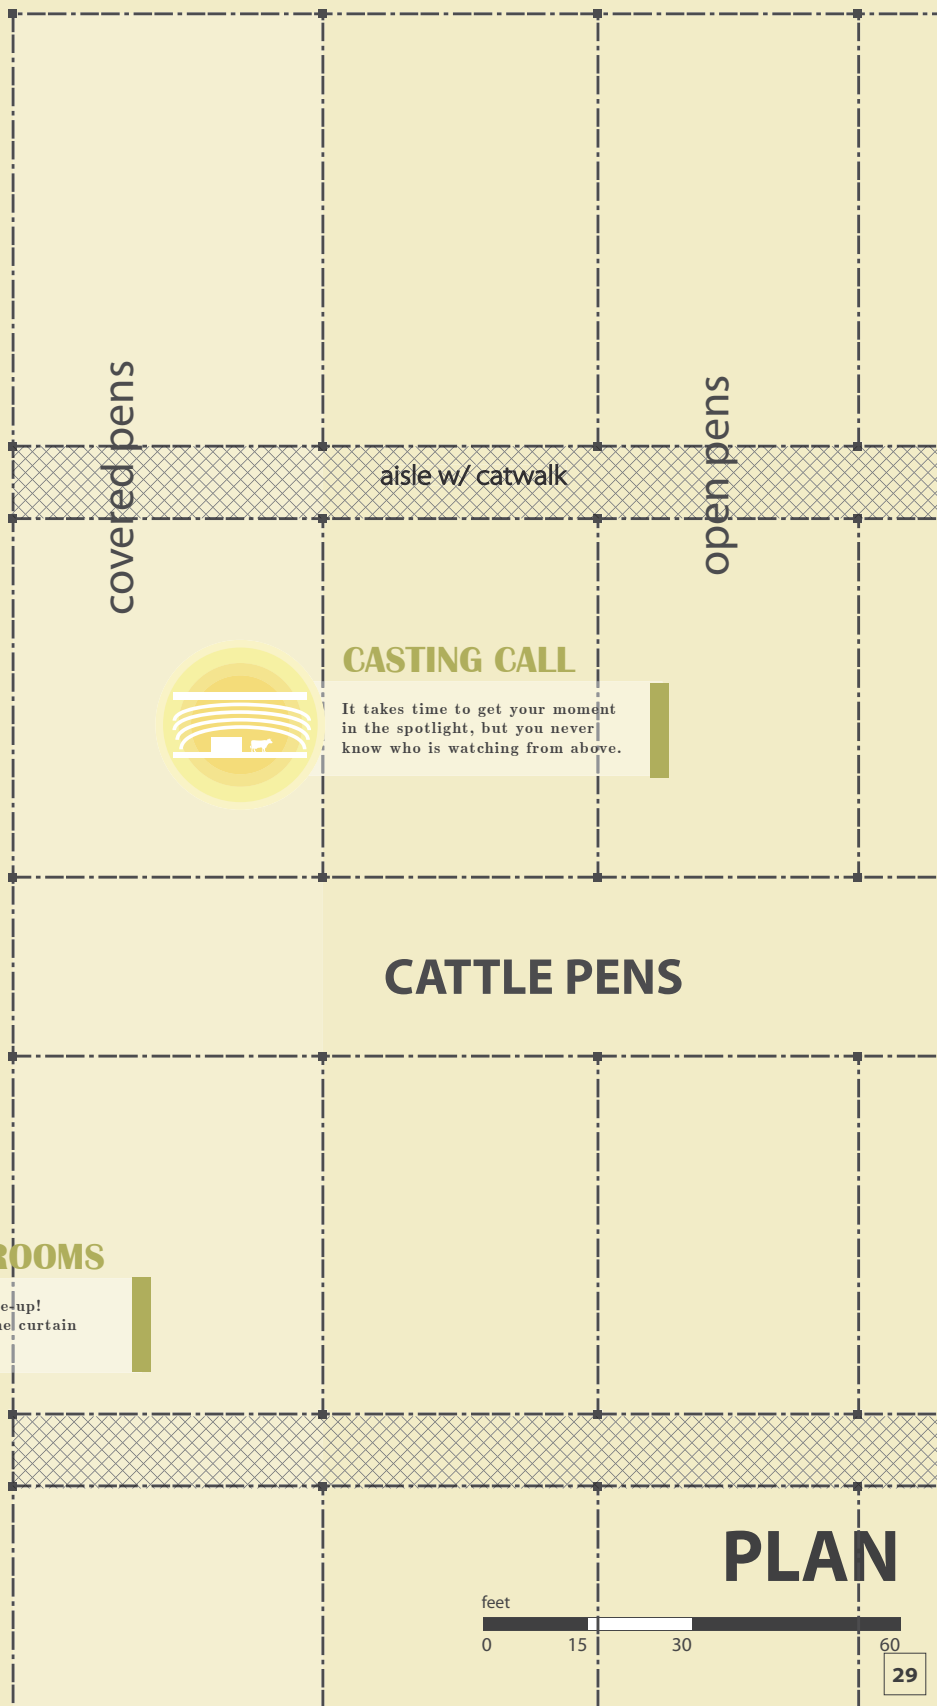 covered pens
open pens
aisle w/ catwalk
CASTING CALL
It takes time to get your moment
in the spotlight, but you never
know who is watching from above.
CATTLE PENS
ROOMS
e-up!
curtain
PLAN
feet
0 15 30 60
29